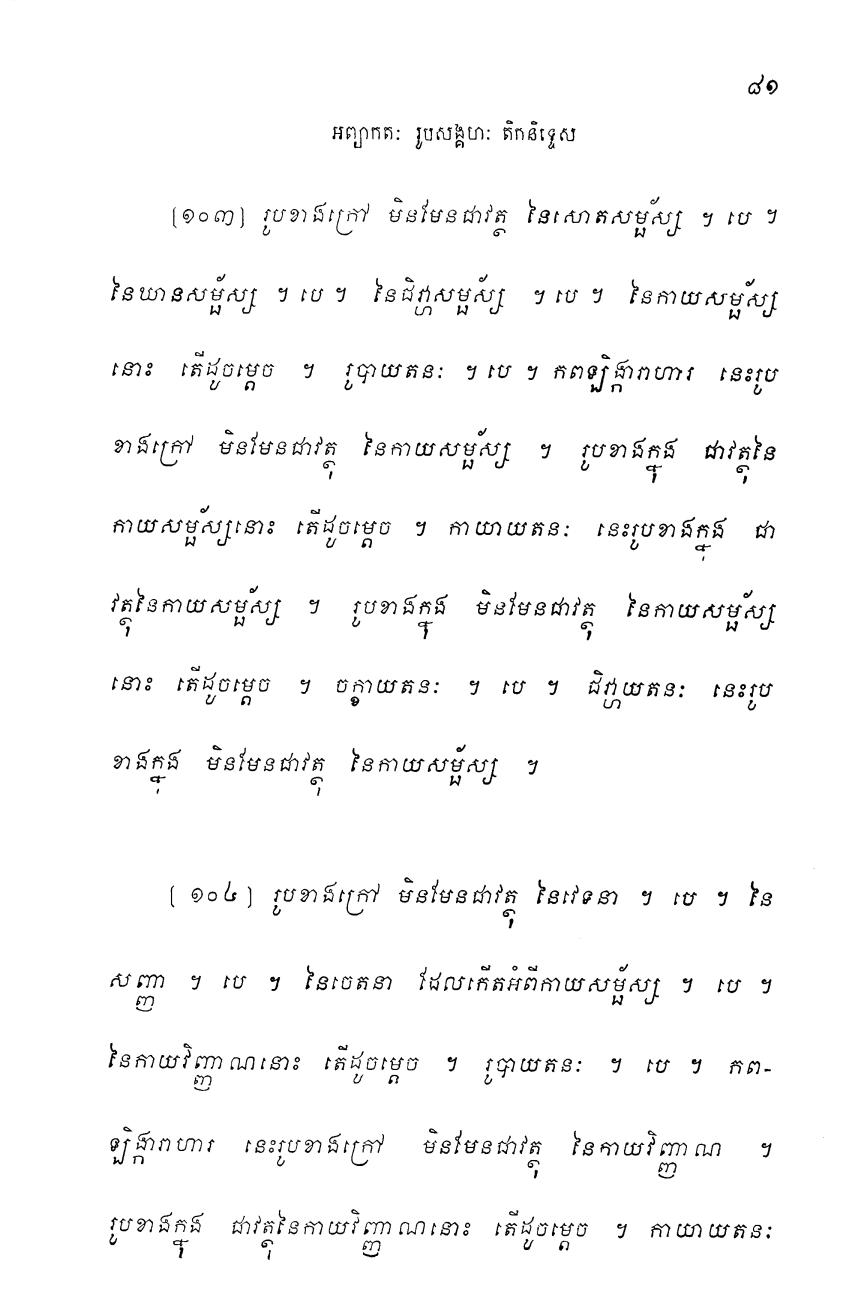 ៨១
អព្យាកតៈ រូបសង្គហៈ តិកនិទ្ទេស
(១០៣) រូបខាងក្រៅ មិនមែនជាវត្ថុ នៃសោតសម្ផ័ស្ស ។ បេ ។
នៃឃានសម្ផ័ស្ស ។ បេ ។ នៃជិវ្ហាសម្ផ័ស្ស ។ បេ ។ នៃកាយសម្ផ័ស្ស
នោះ តើដូចម្តេច ។ រូបាយតនៈ ។ បេ ។ កពឡិង្ការាហារ នេះរូប
ខាងក្រៅ មិនមែនជាវត្ថុ នៃកាយសម្ផ័ស្ស ។ រូបខាងក្នុង ជាវត្ថុនៃ
កាយសម្ផ័ស្សនោះ តើដូចម្តេច ។ កាយាយតនៈ នេះរូបខាងក្នុង ជា
វត្ថុនៃកាយសម្ផ័ស្ស ។ រូបខាងក្នុង មិនមែនជាវត្ថុ នៃកាយសម្ផ័ស្ស
នោះ តើដូចម្តេច ។ ចក្ខាយតនៈ ។ បេ ។ ជិវ្ហាយតនៈ នេះរូប
ខាងក្នុង មិនមែនជាវត្ថុ នៃកាយសម្ផ័ស្ស ។
(១០៤) រូបខាងក្រៅ មិនមែនជាវត្ថុ នៃវេទនា ។ បេ ។ នៃ
សញ្ញា ។ បេ ។ នៃចេតនា ដែលកើតអំពីកាយសម្ផ័ស្ស ។ បេ ។
នៃកាយវិញ្ញាណនោះ តើដូចម្តេច ។ រូបាយតនៈ ។ បេ ។ កព-
ឡិង្ការាហារ នេះរូបខាងក្រៅ មិនមែនជាវត្ថុ នៃកាយវិញ្ញាណ ។
រូបខាងក្នុង ជាវត្ថុនៃកាយវិញ្ញាណនោះ តើដូចម្តេច ។ កាយាយតនៈ